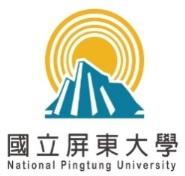 國立屏東大學
National Pingtung University